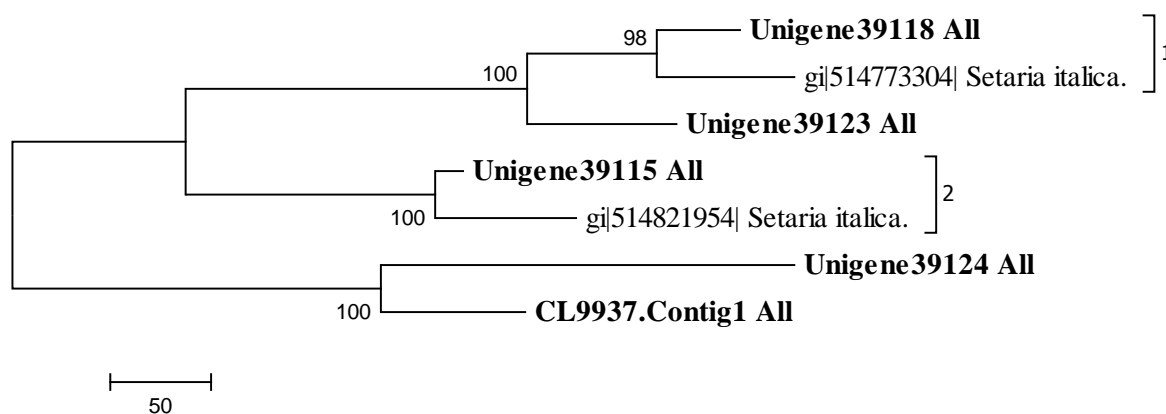 Unigene39118 All
98
1
gi|514773304| Setaria italica.
100
Unigene39123 All
Unigene39115 All
2
100
gi|514821954| Setaria italica.
Unigene39124 All
100
CL9937.Contig1 All
50